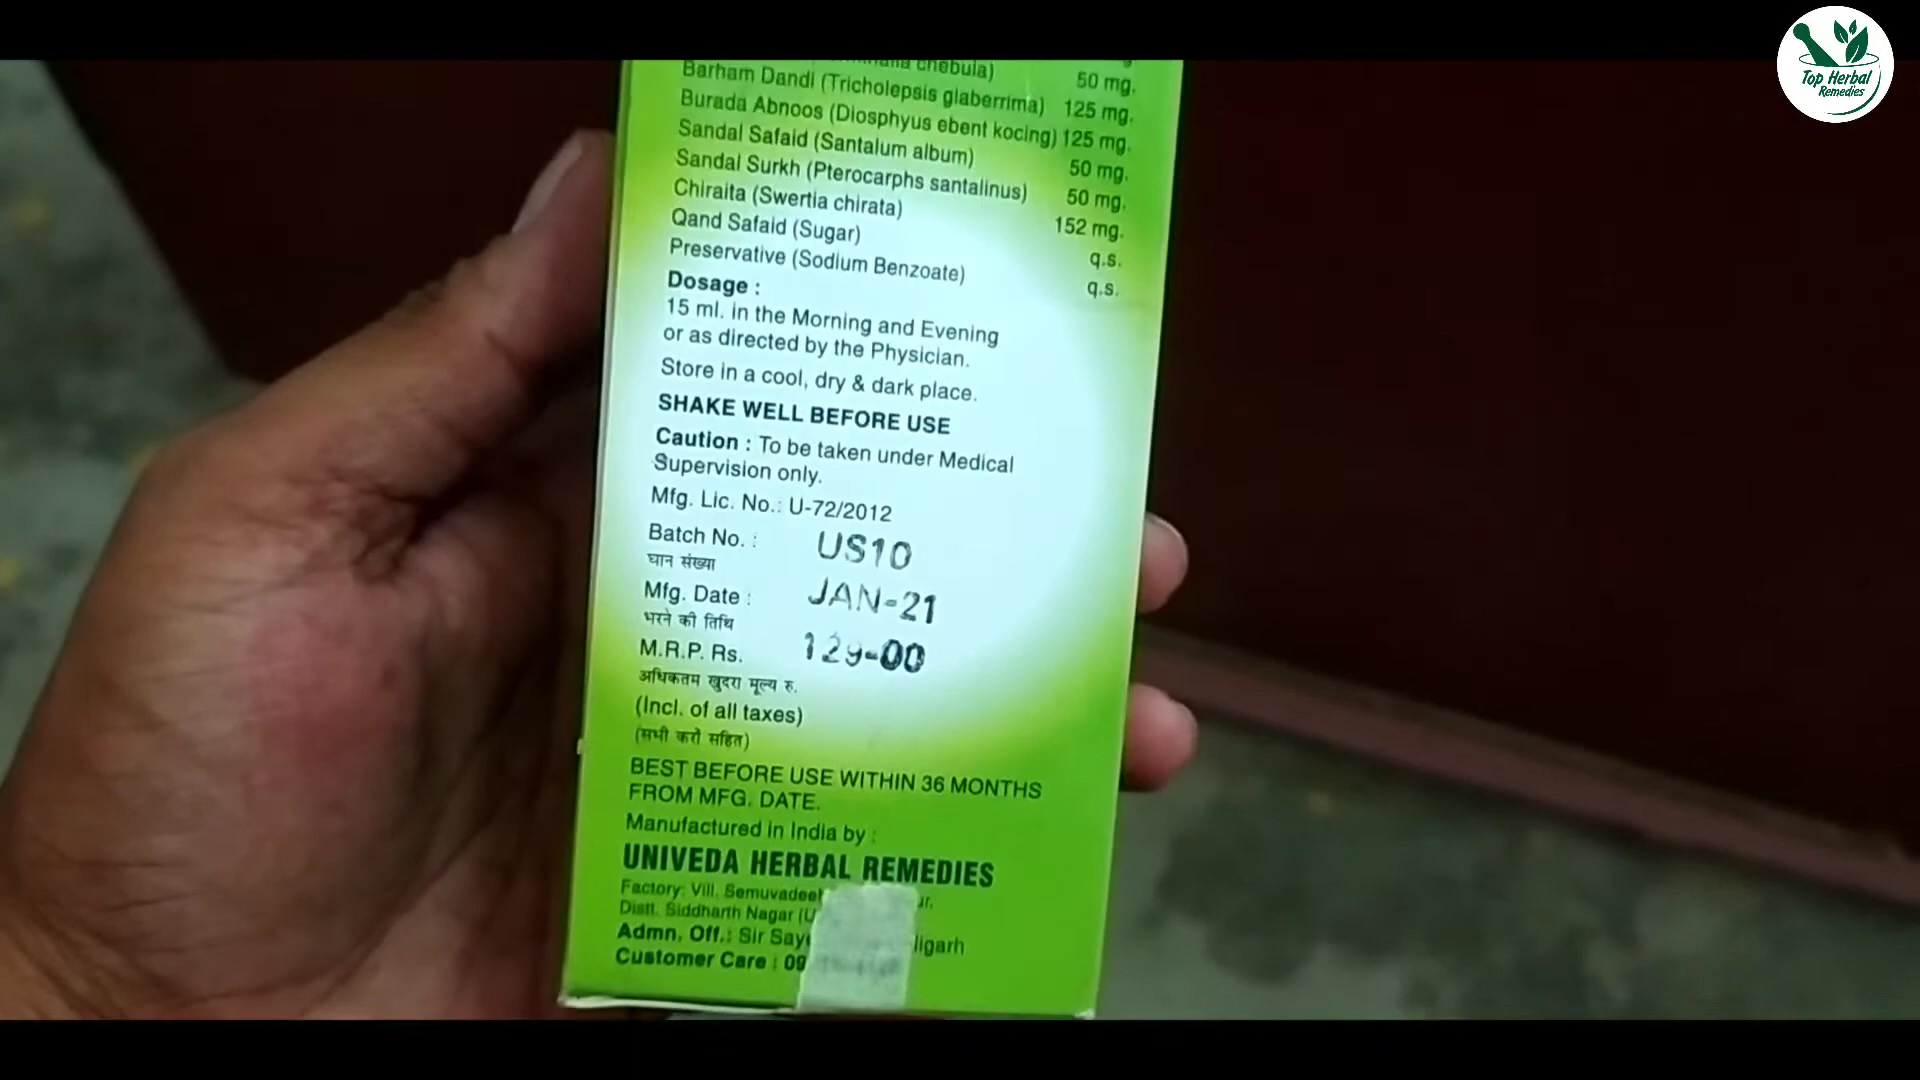 Top Herbal
Remedies
chebula) 50 mg.
Barham Dandi (Tricholepsis glaberrima) 125 mg.
Burada Abnoos (Diosphyus ebent kocing) 125 mg.
Sandal Safaid (Santalum album) 50 mg.
Sandal Surkh (Pterocarphs santalinus) 50 mg.
Chiraita (Swertia chirata) 152 mg.
Qand Safaid (Sugar) q.s.
Preservative (Sodium Benzoate) q.s.
Dosage :
15 ml. in the Morning and Evening
or as directed by the Physician.
Store in a cool, dry & dark place.
SHAKE WELL BEFORE USE
Caution : To be taken under Medical
Supervision only.
Mfg. Lic. No.: U-72/2012
Batch No. : US10
घान संख्या
Mfg. Date : JAN-21
भरने की तिथि
M.R.P. Rs. 129-00
अधिकतम खुदरा मूल्य रु.
(Incl. of all taxes)
(सभी करों सहित)
BEST BEFORE USE WITHIN 36 MONTHS
FROM MFG. DATE.
Manufactured in India by :
UNIVEDA HERBAL REMEDIES
Factory: Vill.
Distt. Siddharth Nagar
Admn. Off.: Sir
Customer Care : 09